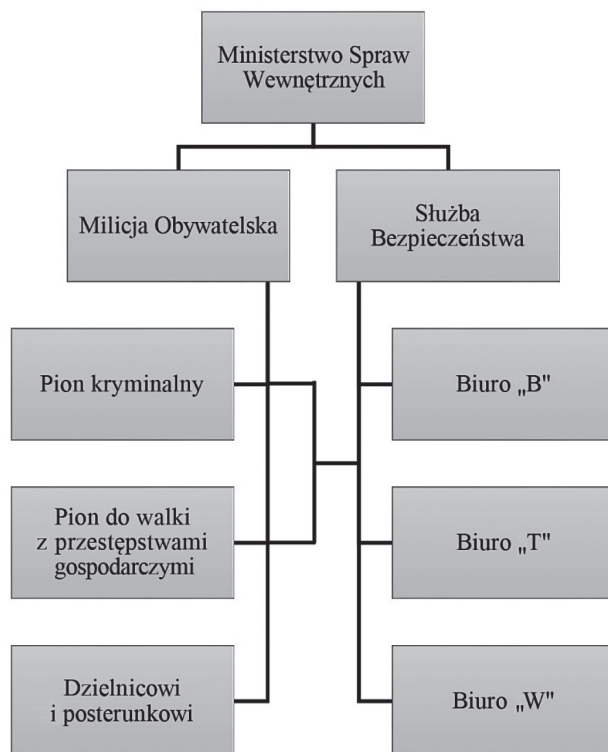 Ministerstwo Spraw
Wewnętrznych
Milicja Obywatelska
Służba
Bezpieczeństwa
Pion kryminalny
Biuro „B"
Pion do walki
z przestępstwami
gospodarczymi
Biuro „T"
Dzielnicowi
i posterunkowi
Biuro „W"